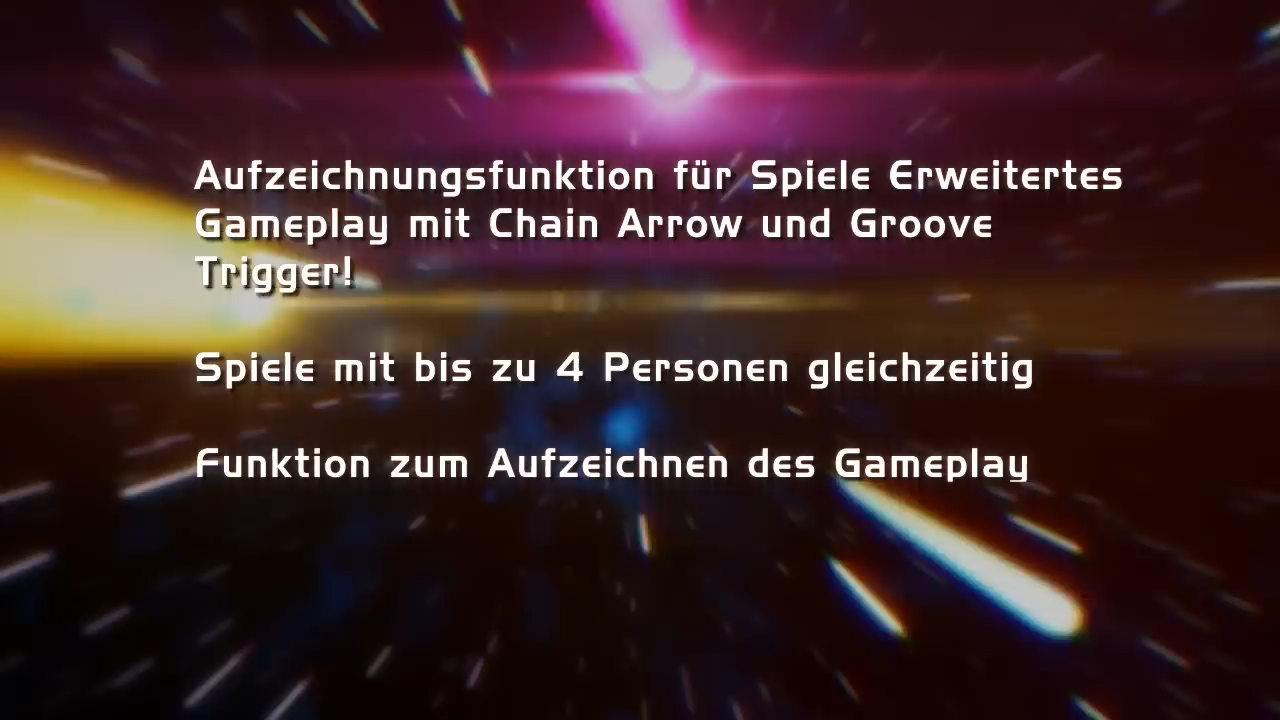 Aufzeichnungsfunktion für Spiele Erweitertes
Gameplay mit Chain Arrow und Groove
Trigger!
Spiele mit bis zu 4 Personen gleichzeitig
Funktion zum Aufzeichnen des Gameplay